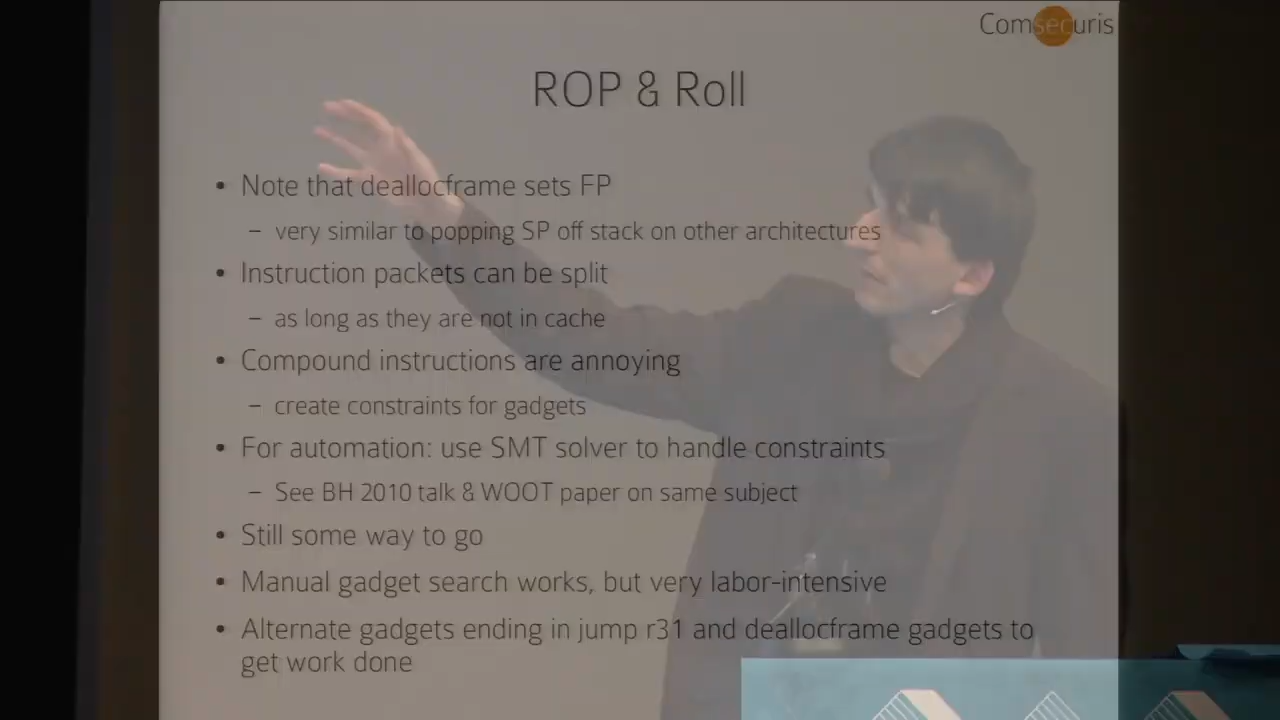 Comsecuris
ROP & Roll
• Note that deallocframe sets FP
– very similar to popping SP off stack on other architectures
• Instruction packets can be split
– as long as they are not in cache
• Compound instructions are annoying
– create constraints for gadgets
• For automation: use SMT solver to handle constraints
– See BH 2010 talk & WOOT paper on same subject
• Still some way to go
• Manual gadget search works, but very labor-intensive
• Alternate gadgets ending in jump r31 and deallocframe gadgets to
get work done